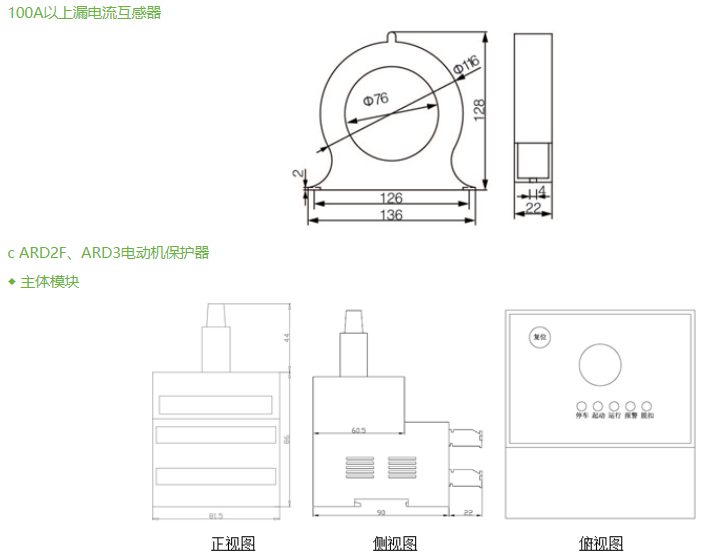 100A以上漏电流互感器
Φ116
Φ76
128
2
126
136
4
22
c ARD2F、ARD3电动机保护器
◆ 主体模块
44
86
81.5
60.5
90
22
复位
停车 起动 运行 报警 脱扣
正视图
侧视图
俯视图